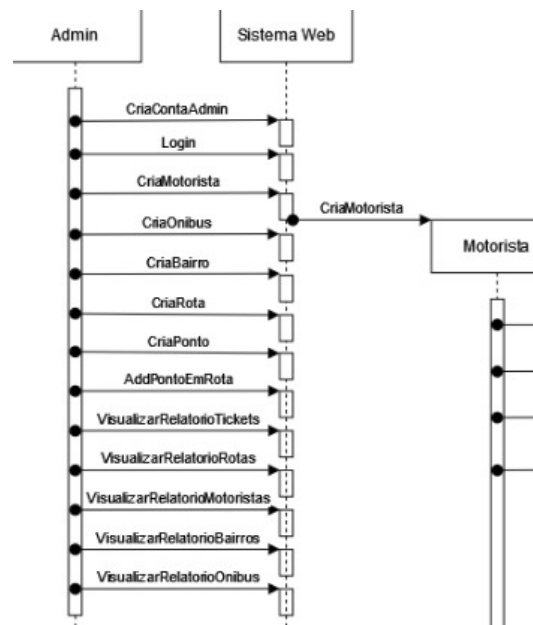 Admin
Sistema Web
CriaContaAdmin
Login
CriaMotorista
CriaMotorista
CriaOnibus
Motorista
CriaBairro
CriaRota
CriaPonto
AddPontoEmRota
VisualizarRelatorioTickets
VisualizarRelatorioRotas
VisualizarRelatorioMotoristas
VisualizarRelatorioBairros
VisualizarRelatorioOnibus